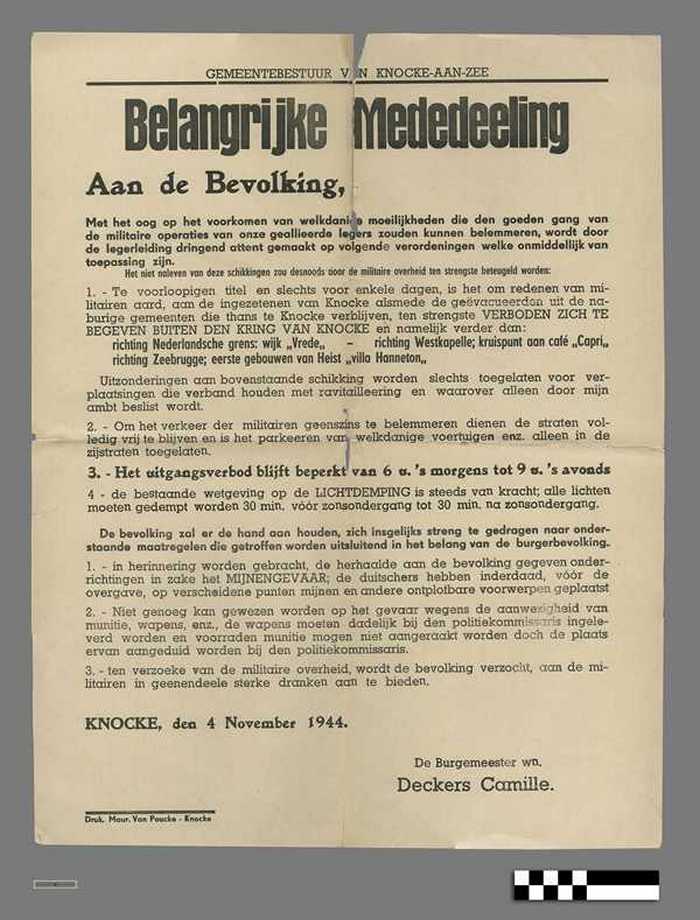 GEMEENTEBESTUUR VAN KNOCKE-AAN-ZEE
Belangrijke Mededeeling
Aan de Bevolking,
Met het oog op het voorkomen van welkdanige moeilijkheden die den goeden gang van
de militaire operaties van onze geallieerde legers zouden kunnen belemmeren, wordt door
de legerleiding dringend attent gemaakt op volgende verordeningen welke onmiddellijk van
toepassing zijn.
Het niet naleven van deze schikkingen zou desnoods door de militaire overheid ten strengste beteugeld worden:
1. - Te voorloopigen titel en slechts voor enkele dagen, is het om redenen van mi-
litairen aard, aan de ingezetenen van Knocke alsmede de geëvacueerden uit de na-
burige gemeenten die thans te Knocke verblijven, ten strengste VERBODEN ZICH TE
BEGEVEN BUITEN DEN KRING VAN KNOCKE en namelijk verder dan:
richting Nederlandsche grens: wijk „Vrede„ – richting Westkapelle; kruispunt aan café „Capri„
richting Zeebrugge; eerste gebouwen van Heist „villa Hanneton„
Uitzonderingen aan bovenstaande schikking worden slechts toegelaten voor ver-
plaatsingen die verband houden met ravitailleering en waarover alleen door mijn
ambt beslist wordt.
2. - Om het verkeer der militairen geenszins te belemmeren dienen de straten vol-
ledig vrij te blijven en is het parkeeren van welkdanige voertuigen enz. alleen in de
zijstraten toegelaten.
3. - Het uitgangsverbod blijft beperkt van 6 u. 's morgens tot 9 u. 's avonds
4 - de bestaande wetgeving op de LICHTDEMPING is steeds van kracht; alle lichten
moeten gedempt worden 30 min. vóór zonsondergang tot 30 min. na zonsondergang.
De bevolking zal er de hand aan houden, zich insgelijks streng te gedragen naar onder-
staande maatregelen die getroffen worden uitsluitend in het belang van de burgerbevolking.
1. - in herinnering worden gebracht, de herhaalde aan de bevolking gegeven onder-
richtingen in zake het MIJNENGEVAAR; de duitschers hebben inderdaad, vóór de
overgave, op verscheidene punten mijnen en andere ontplofbare voorwerpen geplaatst
2. - Niet genoeg kan gewezen worden op het gevaar wegens de aanwezigheid van
munitie, wapens, enz., de wapens moeten dadelijk bij den politiekommissaris ingele-
verd worden en voorraden munitie mogen niet aangeraakt worden doch de plaats
ervan aangeduid worden bij den politiekommissaris.
3. - ten verzoeke van de militaire overheid, wordt de bevolking verzocht, aan de mi-
litairen in geenendeele sterke dranken aan te bieden.
KNOCKE, den 4 November 1944.
De Burgemeester wn.
Deckers Camille.
Druk. Maur. Van Poucke - Knocke